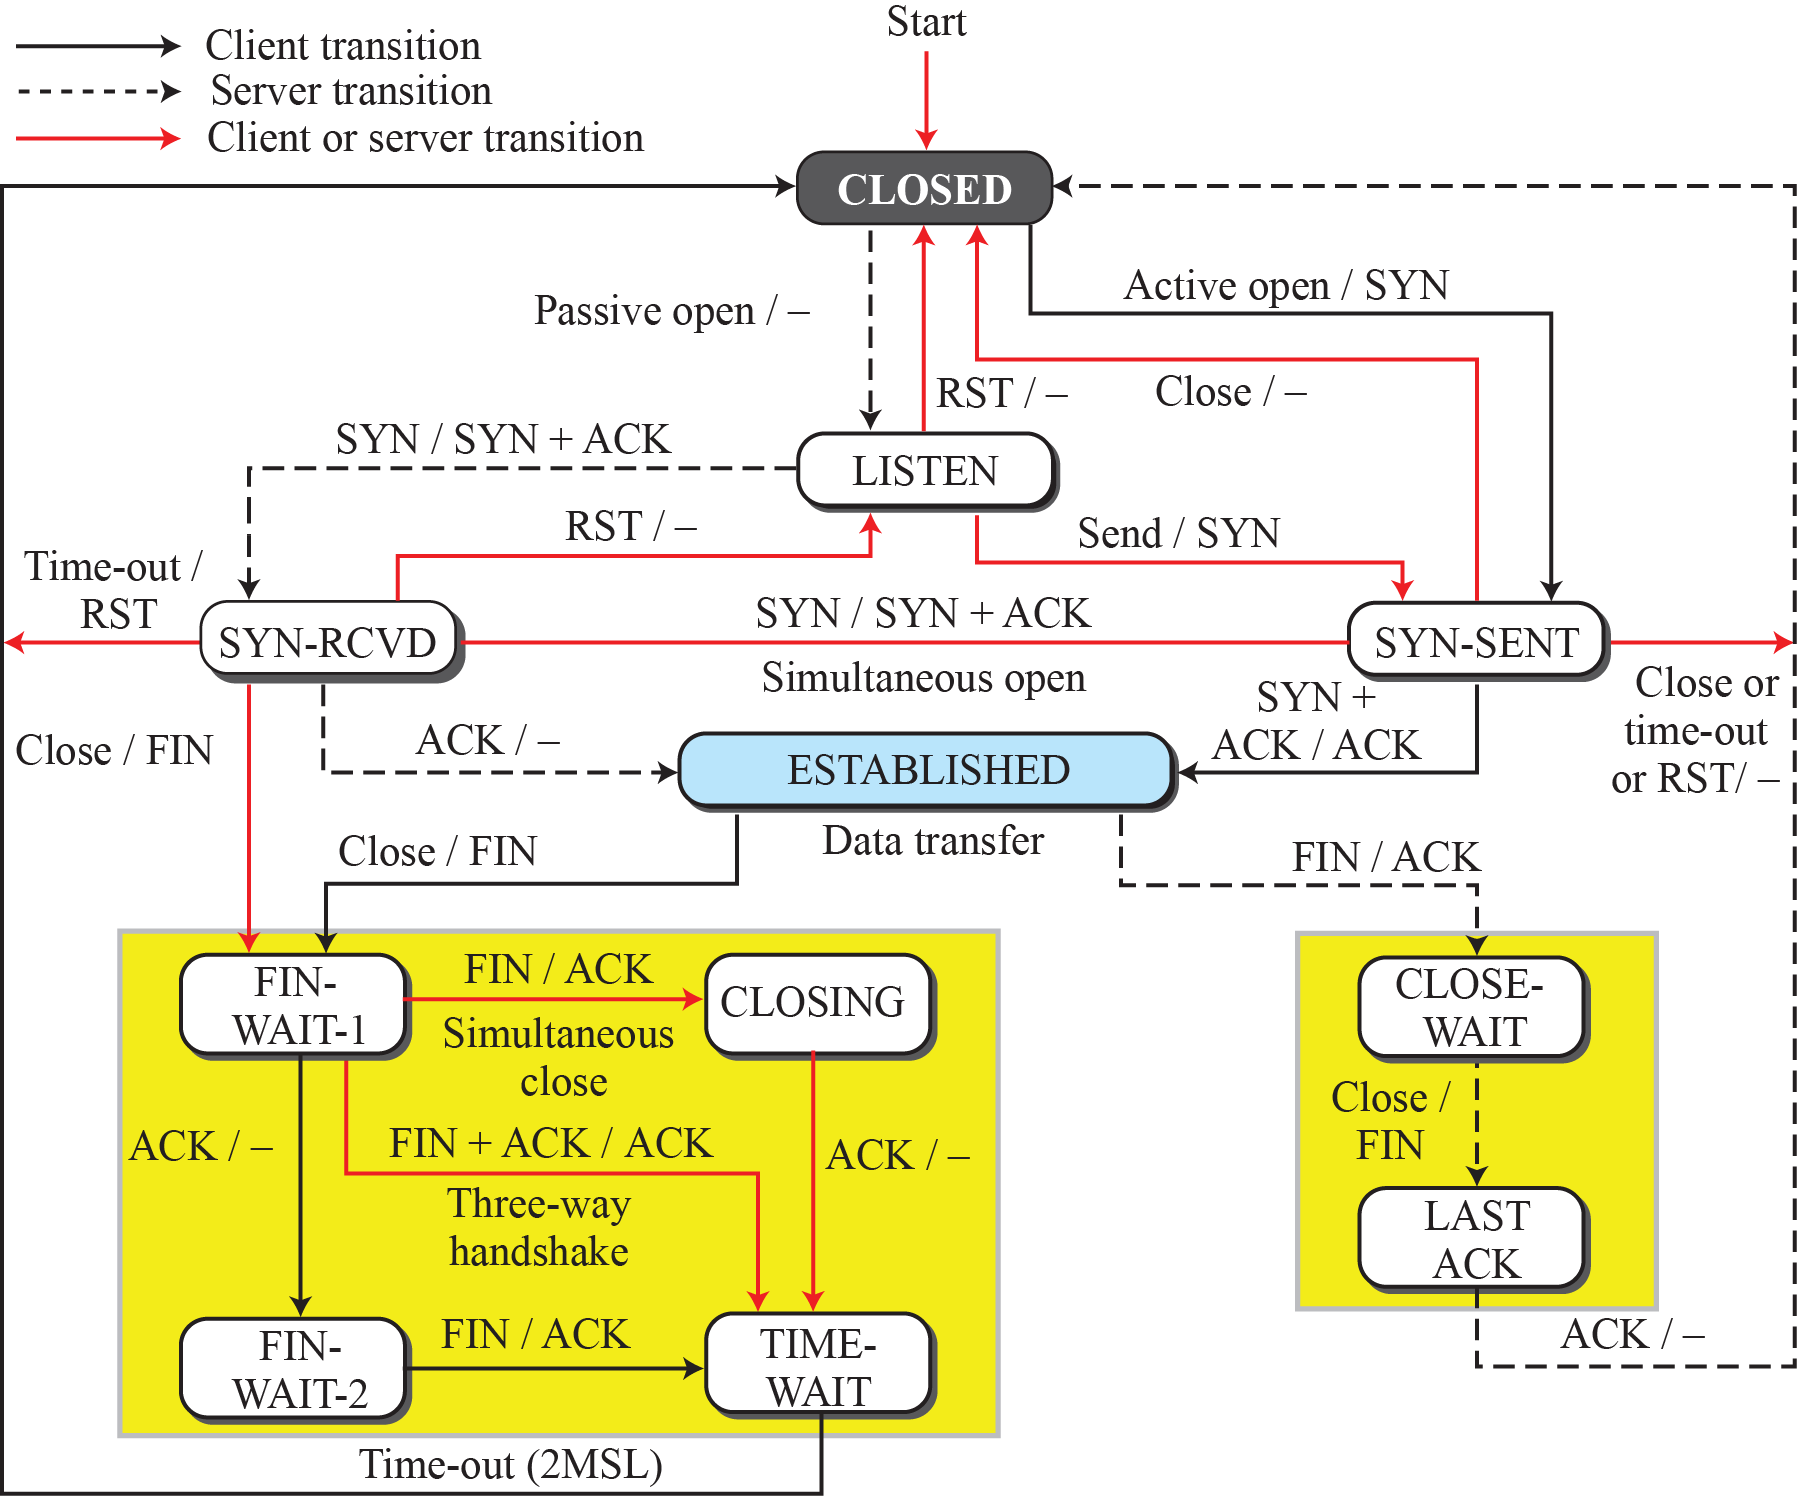 Start
Client transition
Server transition
Client or server transition
CLOSED
Active open / SYN
Passive open / –
RST / –
Close / –
SYN / SYN + ACK
LISTEN
RST / –
Send / SYN
Time-out /
RST
SYN / SYN + ACK
SYN-RCVD
SYN-SENT
Simultaneous open
Close or
time-out
or RST/ –
SYN +
ACK / ACK
Close / FIN
ACK / –
ESTABLISHED
Data transfer
Close / FIN
FIN / ACK
FIN-
WAIT-1
FIN / ACK
CLOSING
Simultaneous
close
CLOSE-
WAIT
Close /
FIN
ACK / –
FIN + ACK / ACK
ACK / –
Three-way
handshake
LAST
ACK
FIN-
WAIT-2
FIN / ACK
TIME-
WAIT
ACK / –
Time-out (2MSL)